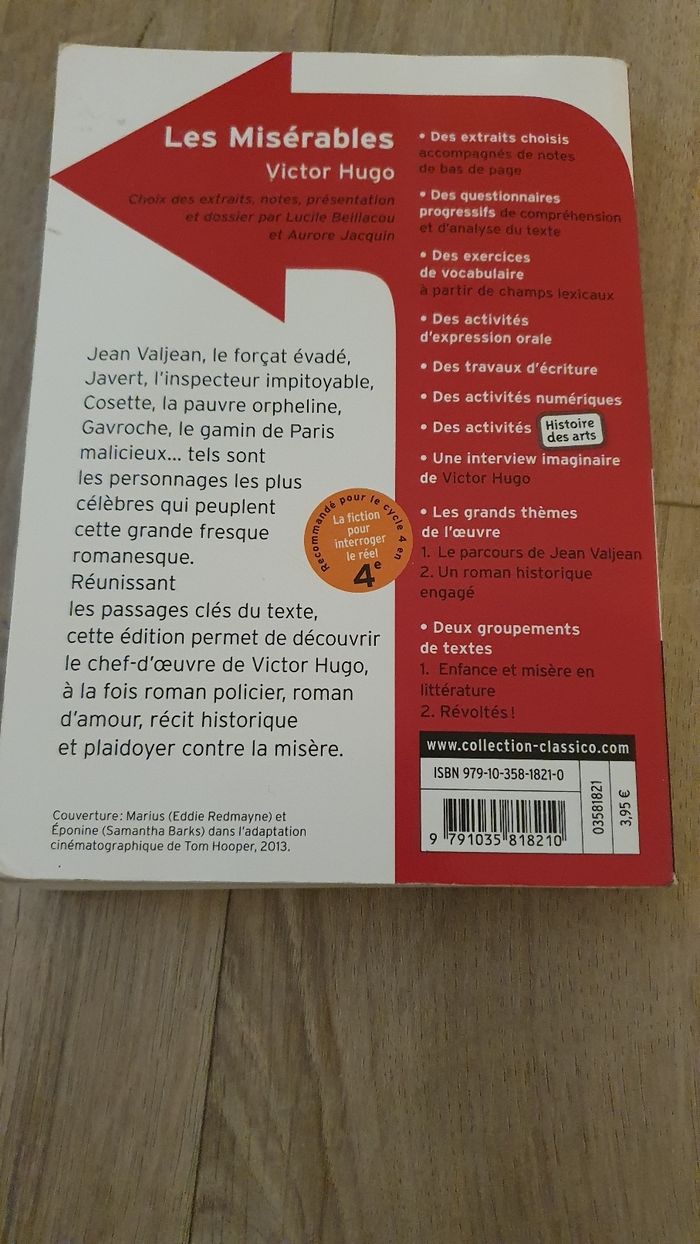 Les Misérables
Victor Hugo
Choix des extraits, notes, présentation
et dossier par Lucile Beillacou
et Aurore Jacquin
Jean Valjean, le forçat évadé,
Javert, l'inspecteur impitoyable,
Cosette, la pauvre orpheline,
Gavroche, le gamin de Paris
malicieux... tels sont
les personnages les plus
célèbres qui peuplent
cette grande fresque
romanesque.
Réunissant
les passages clés du texte,
cette édition permet de découvrir
le chef-d'œuvre de Victor Hugo,
à la fois roman policier, roman
d'amour, récit historique
et plaidoyer contre la misère.
Recommandé pour le cycle 4 en
La fiction
pour
interroger
le réel
4e
Couverture: Marius (Eddie Redmayne) et
Éponine (Samantha Barks) dans l'adaptation
cinématographique de Tom Hooper, 2013.
• Des extraits choisis
accompagnés de notes
de bas de page
• Des questionnaires
progressifs de compréhension
et d'analyse du texte
• Des exercices
de vocabulaire
à partir de champs lexicaux
• Des activités
d'expression orale
• Des travaux d'écriture
• Des activités numériques
• Des activités Histoire
des arts
• Une interview imaginaire
de Victor Hugo
• Les grands thèmes
de l'œuvre
1. Le parcours de Jean Valjean
2. Un roman historique
engagé
• Deux groupements
de textes
1. Enfance et misère en
littérature
2. Révoltés!
www.collection-classico.com
ISBN 979-10-358-1821-0
9 791035 818210
03581821
3,95 €